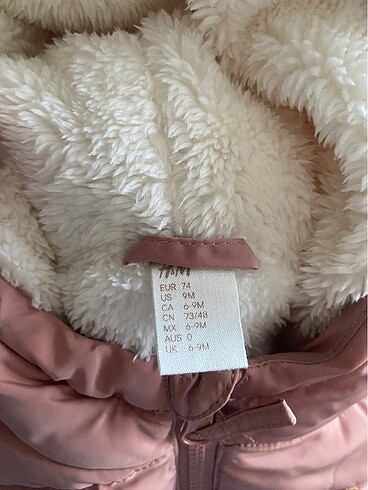 H&M
EUR 74
US 9M
CA 6-9M
CN 73/48
MX 6-9M
AUS 0
UK 6-9M